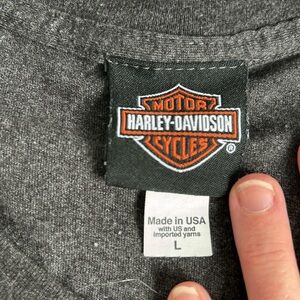 MOTOR
HARLEY-DAVIDSON
CYCLES
®
Made in USA
with US and
imported yarns
L